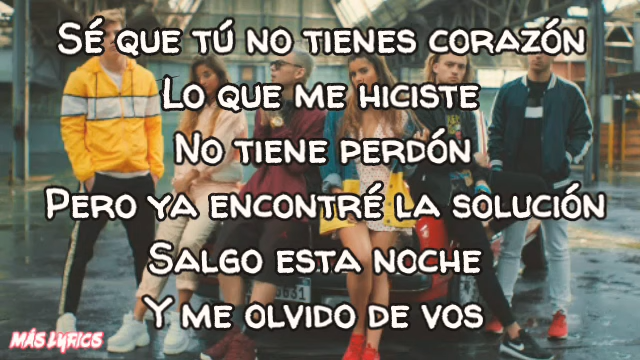 Sé que tú no tienes corazón
Lo que me hiciste
No tiene perdón
Pero ya encontré la solución
Salgo esta noche
Y me olvido de vos
MÁS LYRICS